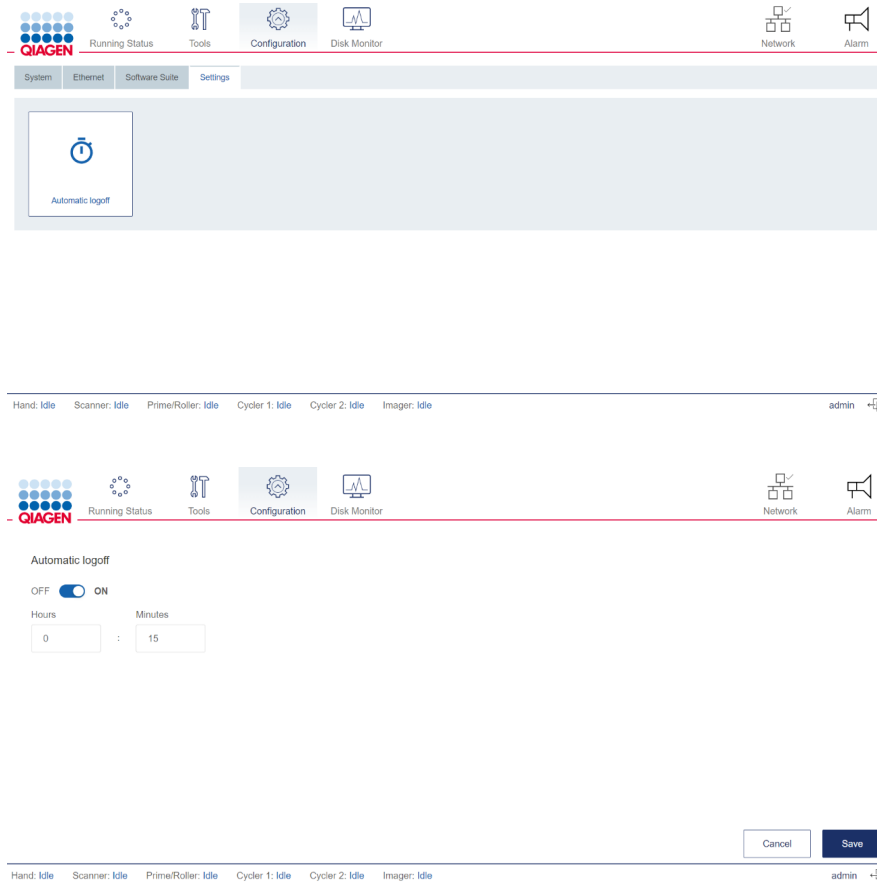 QIAGEN
Running Status Tools Configuration Disk Monitor Network Alarm
System Ethernet Software Suite Settings
Automatic logoff
Hand: Idle Scanner: Idle Prime/Roller: Idle Cycler 1: Idle Cycler 2: Idle Imager: Idle admin
QIAGEN
Running Status Tools Configuration Disk Monitor Network Alarm
Automatic logoff
OFF ON
Hours Minutes
0 : 15
Cancel Save
Hand: Idle Scanner: Idle Prime/Roller: Idle Cycler 1: Idle Cycler 2: Idle Imager: Idle admin